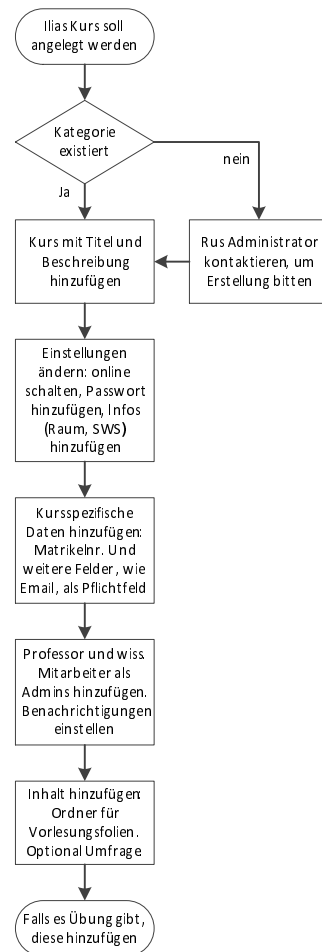 Ilias Kurs soll
angelegt werden
Kategorie
existiert
nein
Ja
Kurs mit Titel und
Beschreibung
hinzufügen
Rus Administrator
kontaktieren, um
Erstellung bitten
Einstellungen
ändern: online
schalten, Passwort
hinzufügen, Infos
(Raum, SWS)
hinzufügen
Kursspezifische
Daten hinzufügen:
Matrikelnr. Und
weitere Felder, wie
Email, als Pflichtfeld
Professor und wiss.
Mitarbeiter als
Admins hinzufügen.
Benachrichtigungen
einstellen
Inhalt hinzufügen:
Ordner für
Vorlesungsfolien.
Optional Umfrage
Falls es Übung gibt,
diese hinzufügen